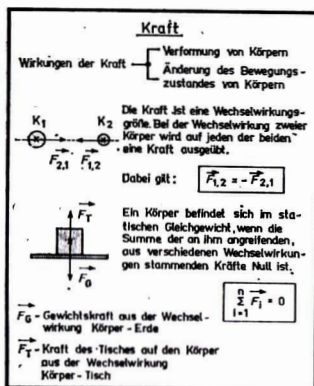 Kraft
Wirkungen der Kraft
Verformung von Körpern
Änderung des Bewegungs-
zustandes von Körpern
K1 K2
F2,1 F1,2
Die Kraft ist eine Wechselwirkungs-
größe. Bei der Wechselwirkung zweier
Körper wird auf jeden der beiden
eine Kraft ausgeübt.
Dabei gilt: F1,2 = - F2,1
FT
FG
Ein Körper befindet sich im sta-
tischen Gleichgewicht, wenn die
Summe der an ihm angreifenden,
aus verschiedenen Wechselwirkun-
gen stammenden Kräfte Null ist.
n
∑ Fi = 0
i=1
FG - Gewichtskraft aus der Wechsel-
wirkung Körper - Erde
FT - Kraft des Tisches auf den Körper
aus der Wechselwirkung
Körper - Tisch